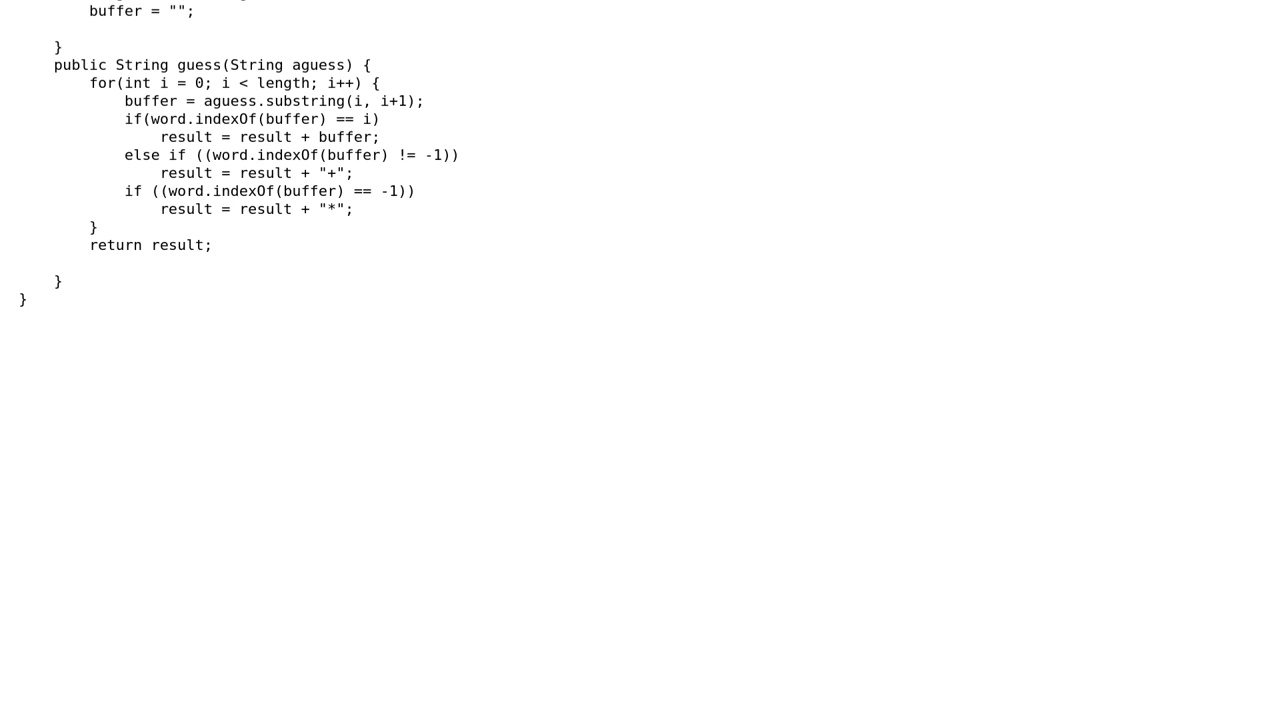 buffer = "";
}
public String guess(String aguess) {
for(int i = 0; i < length; i++) {
buffer = aguess.substring(i, i+1);
if(word.indexOf(buffer) == i)
result = result + buffer;
else if ((word.indexOf(buffer) != -1))
result = result + "+";
if ((word.indexOf(buffer) == -1))
result = result + "*";
}
return result;
}
}